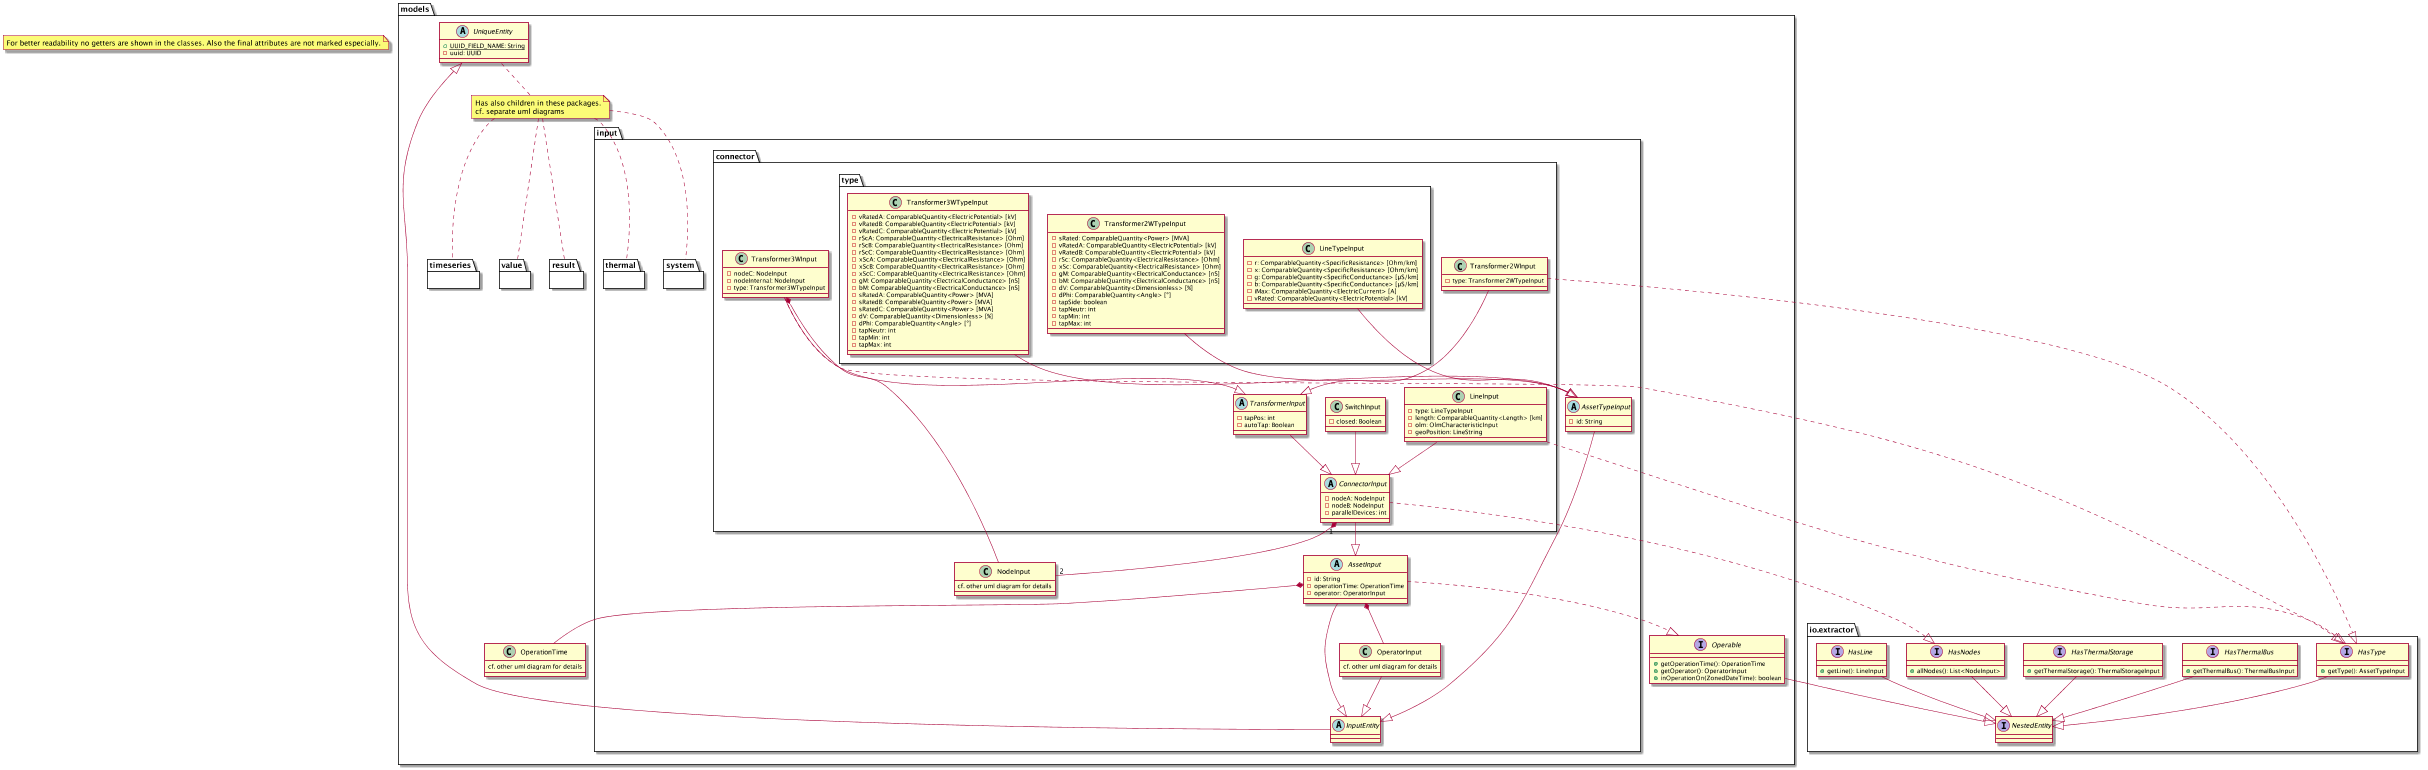 models
UniqueEntity
UUID_FIELD_NAME: String
uuid: UUID
For better readability no getters are shown in the classes. Also the final attributes are not marked especially.
Has also children in these packages.
cf. separate uml diagrams
input
connector
type
timeseries
value
result
thermal
system
Transformer3WInput
nodeC: NodeInput
nodeInternal: NodeInput
type: Transformer3WTypeInput
Transformer3WTypeInput
vRatedA: ComparableQuantity<ElectricPotential> [kV]
vRatedB: ComparableQuantity<ElectricPotential> [kV]
vRatedC: ComparableQuantity<ElectricPotential> [kV]
rScA: ComparableQuantity<ElectricalResistance> [Ohm]
rScB: ComparableQuantity<ElectricalResistance> [Ohm]
rScC: ComparableQuantity<ElectricalResistance> [Ohm]
xScA: ComparableQuantity<ElectricalResistance> [Ohm]
xScB: ComparableQuantity<ElectricalResistance> [Ohm]
xScC: ComparableQuantity<ElectricalResistance> [Ohm]
gM: ComparableQuantity<ElectricalConductance> [nS]
bM: ComparableQuantity<ElectricalConductance> [nS]
sRatedA: ComparableQuantity<Power> [MVA]
sRatedB: ComparableQuantity<Power> [MVA]
sRatedC: ComparableQuantity<Power> [MVA]
dV: ComparableQuantity<Dimensionless> [%]
dPhi: ComparableQuantity<Angle> [°]
tapNeutr: int
tapMin: int
tapMax: int
Transformer2WTypeInput
sRated: ComparableQuantity<Power> [MVA]
vRatedA: ComparableQuantity<ElectricPotential> [kV]
vRatedB: ComparableQuantity<ElectricPotential> [kV]
rSc: ComparableQuantity<ElectricalResistance> [Ohm]
xSc: ComparableQuantity<ElectricalResistance> [Ohm]
gM: ComparableQuantity<ElectricalConductance> [nS]
bM: ComparableQuantity<ElectricalConductance> [nS]
dV: ComparableQuantity<Dimensionless> [%]
dPhi: ComparableQuantity<Angle> [°]
tapSide: boolean
tapNeutr: int
tapMin: int
tapMax: int
LineTypeInput
r: ComparableQuantity<SpecificResistance> [Ohm/km]
x: ComparableQuantity<SpecificResistance> [Ohm/km]
g: ComparableQuantity<SpecificConductance> [µS/km]
b: ComparableQuantity<SpecificConductance> [µS/km]
iMax: ComparableQuantity<ElectricCurrent> [A]
vRated: ComparableQuantity<ElectricPotential> [kV]
Transformer2WInput
type: Transformer2WTypeInput
TransformerInput
tapPos: int
autoTap: Boolean
SwitchInput
closed: Boolean
LineInput
type: LineTypeInput
length: ComparableQuantity<Length> [km]
olm: OlmCharacteristicInput
geoPosition: LineString
AssetTypeInput
id: String
ConnectorInput
nodeA: NodeInput
nodeB: NodeInput
parallelDevices: int
1
2
NodeInput
cf. other uml diagram for details
AssetInput
id: String
operationTime: OperationTime
operator: OperatorInput
OperationTime
cf. other uml diagram for details
OperatorInput
cf. other uml diagram for details
Operable
getOperationTime(): OperationTime
getOperator(): OperatorInput
inOperationOn(ZonedDateTime): boolean
InputEntity
io.extractor
HasLine
getLine(): LineInput
HasNodes
allNodes(): List<NodeInput>
HasThermalStorage
getThermalStorage(): ThermalStorageInput
HasThermalBus
getThermalBus(): ThermalBusInput
HasType
getType(): AssetTypeInput
NestedEntity